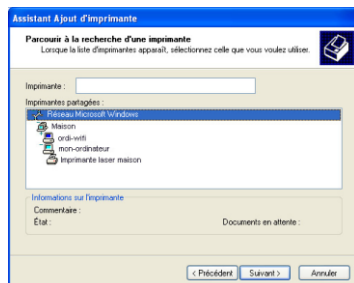 Assistant Ajout d'imprimante
Parcourir à la recherche d'une imprimante
Lorsque la liste d'imprimantes apparaît, sélectionnez celle que vous voulez utiliser.
Imprimante :
Imprimantes partagées :
Réseau Microsoft Windows
Maison
ordi-wifi
mon-ordinateur
Imprimante laser maison
Informations sur l'imprimante
Commentaire :
État :
Documents en attente :
< Précédent
Suivant >
Annuler